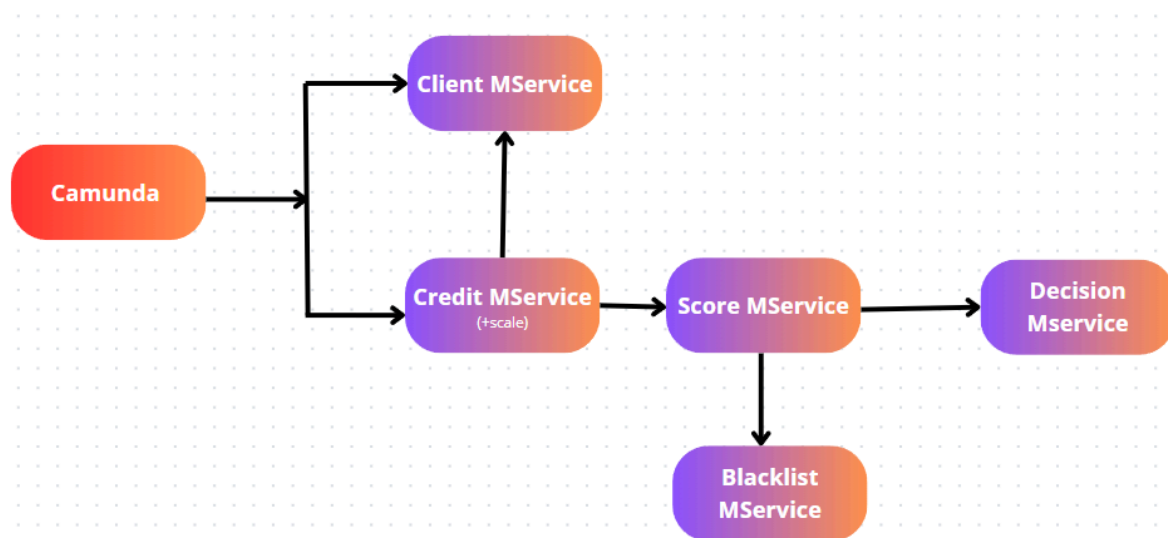 Client MService
Camunda
Credit MService
(+scale)
Score MService
Decision
Mservice
Blacklist
MService